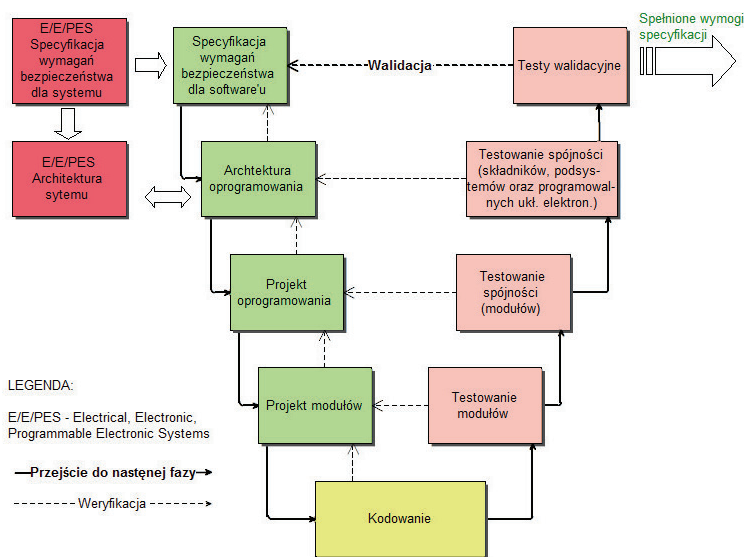 E/E/PES
Specyfikacja
wymagań
bezpieczeństwa
dla systemu
Specyfikacja
wymagań
bezpieczeństwa
dla software'u
Walidacja
Testy walidacyjne
Spełnione wymogi
specyfikacji
E/E/PES
Architektura
sytemu
Archtektura
oprogramowania
Testowanie spójności
(składników, podsys-
temów oraz programowal-
nych ukł. elektron.)
Projekt
oprogramowania
Testowanie
spójności
(modułów)
Projekt modułów
Testowanie
modułów
Kodowanie
LEGENDA:
E/E/PES - Electrical, Electronic,
Programmable Electronic Systems
Przejście do nastęnej fazy
Weryfikacja